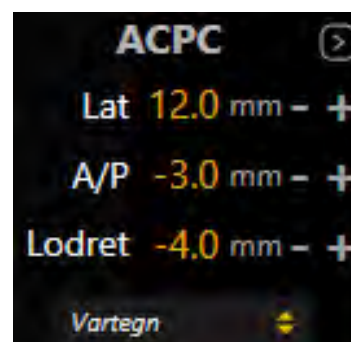 ACPC
Lat 12.0 mm - +
A/P -3.0 mm - +
Lodret -4.0 mm - +
Vartegn